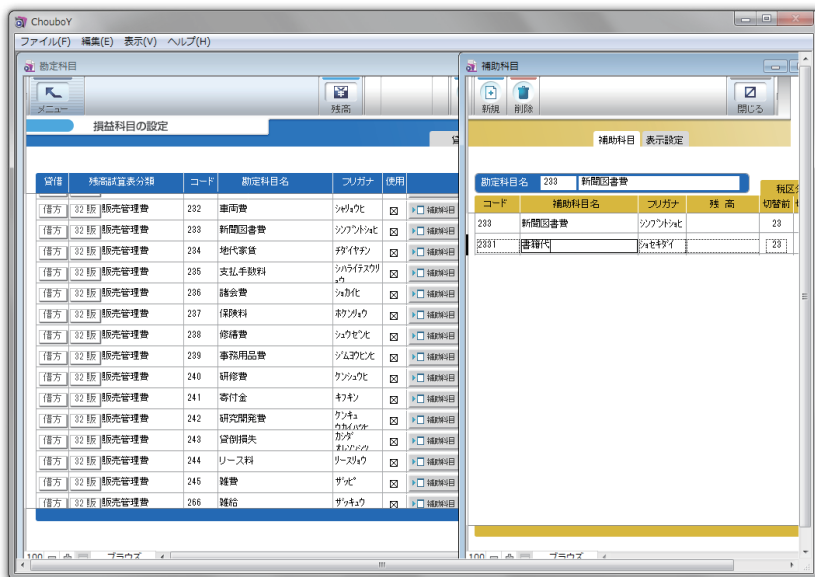 ChouboY
ファイル(F) 編集(E) 表示(V) ヘルプ(H)
勘定科目
メニュー 残高
損益科目の設定
貸借 残高試算表分類 コード 勘定科目名 フリガナ 使用
借方 32 販 販売管理費 232 車両費 シャリョウヒ 補助科目
借方 32 販 販売管理費 233 新聞図書費 シンブントショヒ 補助科目
借方 32 販 販売管理費 234 地代家賃 チダイヤチン 補助科目
借方 32 販 販売管理費 235 支払手数料 シハライテスウリョウ 補助科目
借方 32 販 販売管理費 236 諸会費 ショカイヒ 補助科目
借方 32 販 販売管理費 237 保険料 ホケンリョウ 補助科目
借方 32 販 販売管理費 238 修繕費 シュウゼンヒ 補助科目
借方 32 販 販売管理費 239 事務用品費 ジムヨウヒンヒ 補助科目
借方 32 販 販売管理費 240 研修費 ケンシュウヒ 補助科目
借方 32 販 販売管理費 241 寄付金 キフキン 補助科目
借方 32 販 販売管理費 242 研究開発費 補助科目
借方 32 販 販売管理費 243 貸倒損失 補助科目
借方 32 販 販売管理費 244 リース料 リースリョウ 補助科目
借方 32 販 販売管理費 245 雑費 ザッピ 補助科目
借方 32 販 販売管理費 266 雑給 ザッキュウ 補助科目
100 ブラウズ
補助科目
新規 削除 閉じる
補助科目 表示設定
勘定科目名 233 新聞図書費
コード 補助科目名 フリガナ 残 高 切替前
233 新聞図書費 シンブントショヒ 23
2331 書籍代 ショセキダイ 23
100 ブラウズ